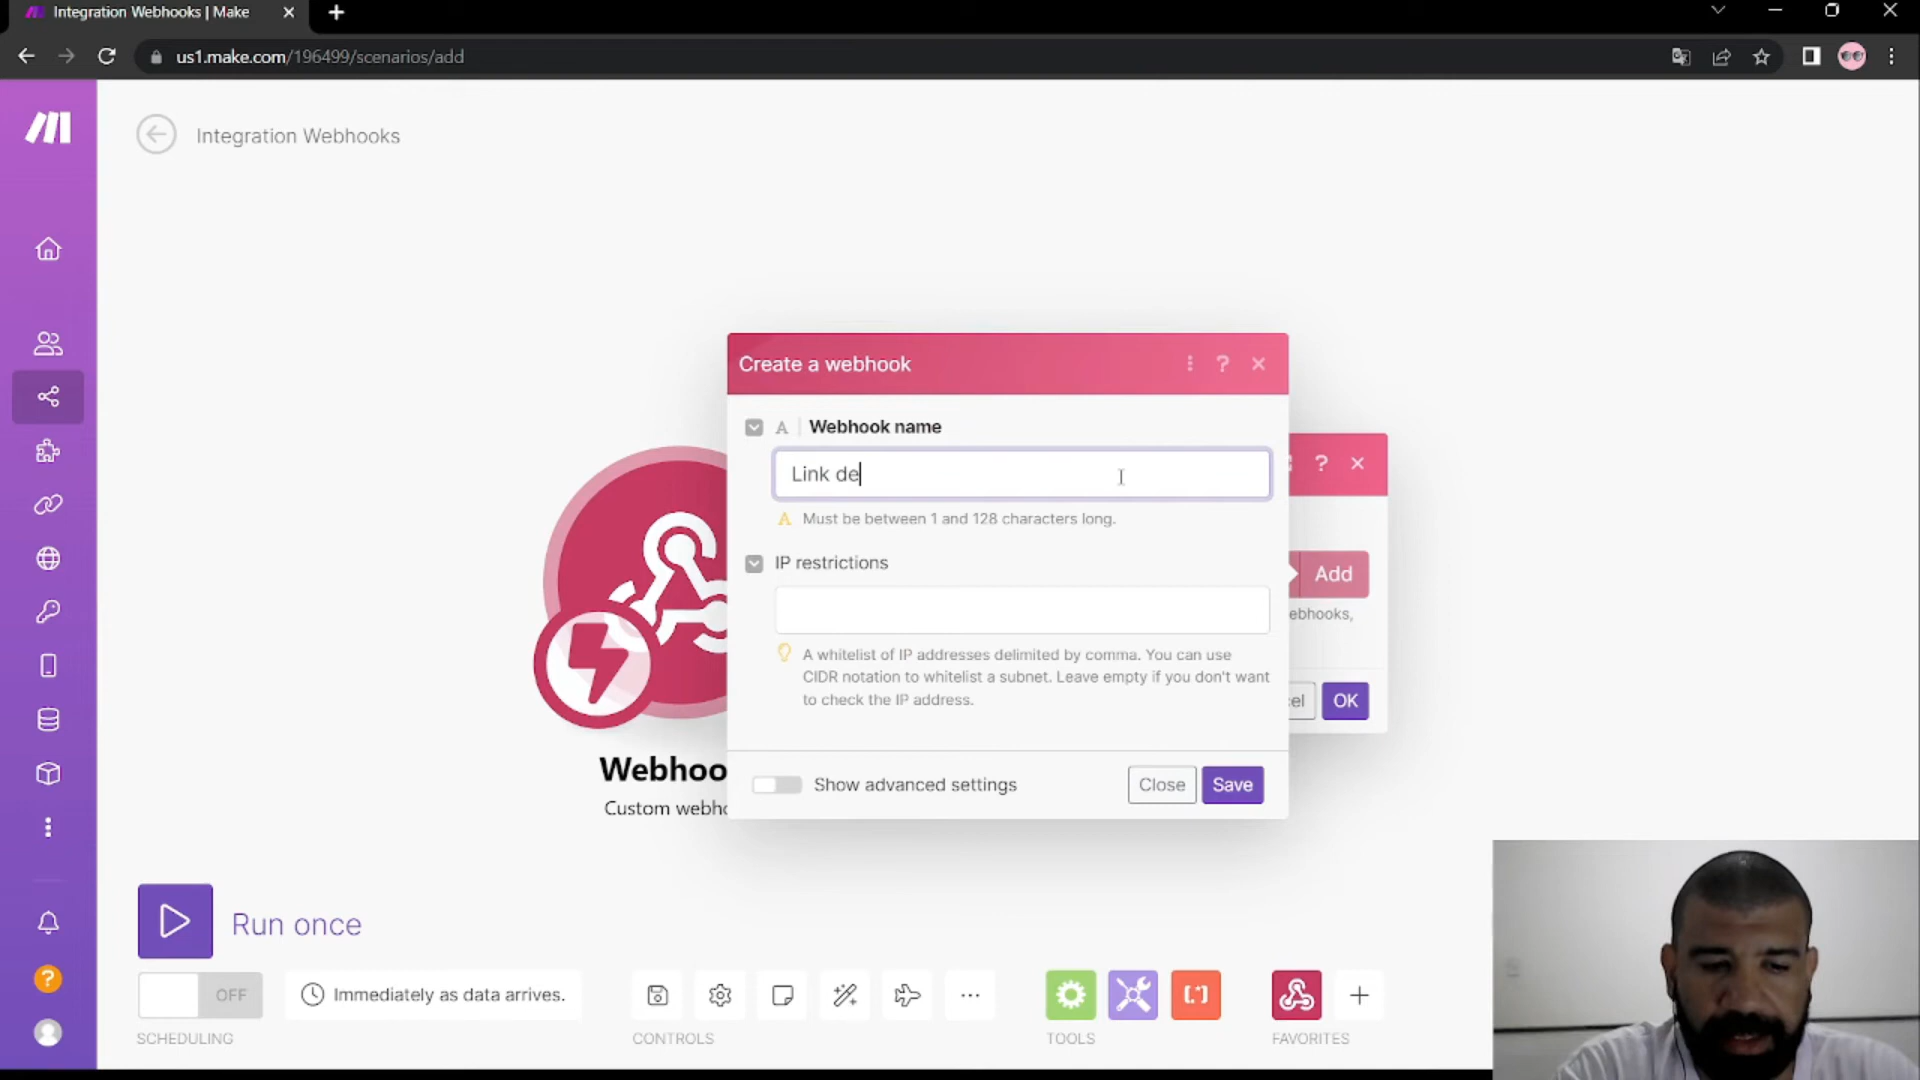 Integration Webhooks | Make
us1.make.com/196499/scenarios/add
Integration Webhooks
Create a webhook
A Webhook name
Link de
Must be between 1 and 128 characters long.
Add
ebhooks,
IP restrictions
A whitelist of IP addresses delimited by comma. You can use
CIDR notation to whitelist a subnet. Leave empty if you don't want
to check the IP address.
el
OK
Webhoo
Custom webho
Show advanced settings
Close
Save
Run once
OFF
Immediately as data arrives.
SCHEDULING
CONTROLS
TOOLS
FAVORITES